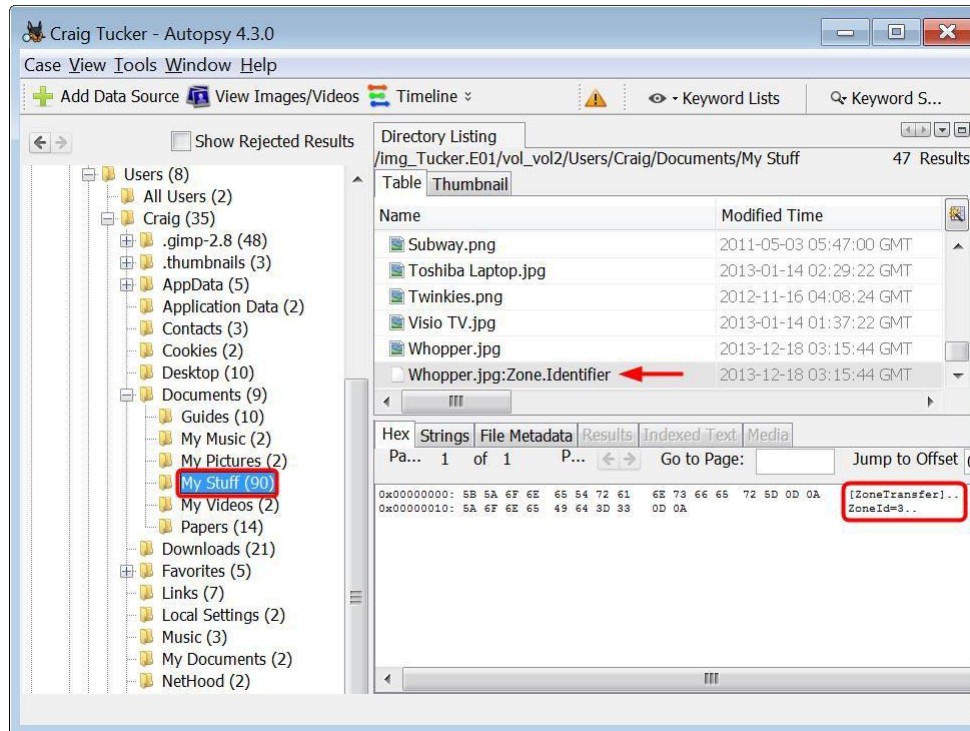 Craig Tucker - Autopsy 4.3.0
Case View Tools Window Help
Add Data Source View Images/Videos Timeline Keyword Lists Keyword S...
Show Rejected Results
Users (8)
All Users (2)
Craig (35)
.gimp-2.8 (48)
.thumbnails (3)
AppData (5)
Application Data (2)
Contacts (3)
Cookies (2)
Desktop (10)
Documents (9)
Guides (10)
My Music (2)
My Pictures (2)
My Stuff (90)
My Videos (2)
Papers (14)
Downloads (21)
Favorites (5)
Links (7)
Local Settings (2)
Music (3)
My Documents (2)
NetHood (2)
Directory Listing
/img_Tucker.E01/vol_vol2/Users/Craig/Documents/My Stuff 47 Results
Table Thumbnail
Name Modified Time
Subway.png 2011-05-03 05:47:00 GMT
Toshiba Laptop.jpg 2013-01-14 02:29:22 GMT
Twinkies.png 2012-11-16 04:08:24 GMT
Visio TV.jpg 2013-01-14 01:37:22 GMT
Whopper.jpg 2013-12-18 03:15:44 GMT
Whopper.jpg:Zone.Identifier 2013-12-18 03:15:44 GMT
Hex Strings File Metadata Results Indexed Text Media
Pa... 1 of 1 P... Go to Page: Jump to Offset
0x00000000: 5B 5A 6F 6E 65 54 72 61 6E 73 66 65 72 5D 0D 0A [ZoneTransfer]..
0x00000010: 5A 6F 6E 65 49 64 3D 33 0D 0A ZoneId=3..